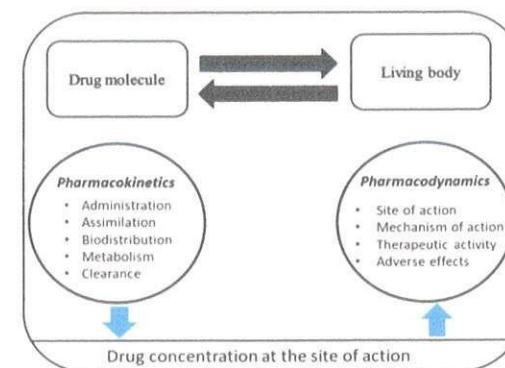 Drug molecule
Living body
Pharmacokinetics
• Administration
• Assimilation
• Biodistribution
• Metabolism
• Clearance
Pharmacodynamics
• Site of action
• Mechanism of action
• Therapeutic activity
• Adverse effects
Drug concentration at the site of action